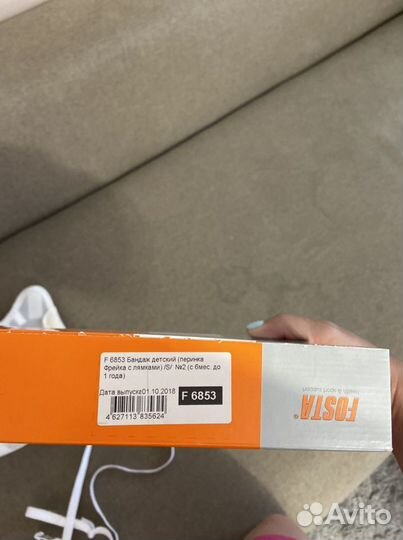 F 6853 Бандаж детский (перинка
Фрейка с лямками) /S/ №2 (с 6мес. до
1 года)
Дата выпуска01.10.2018
F 6853
4 627113 835624
FOSTA®
health & good support
Avito